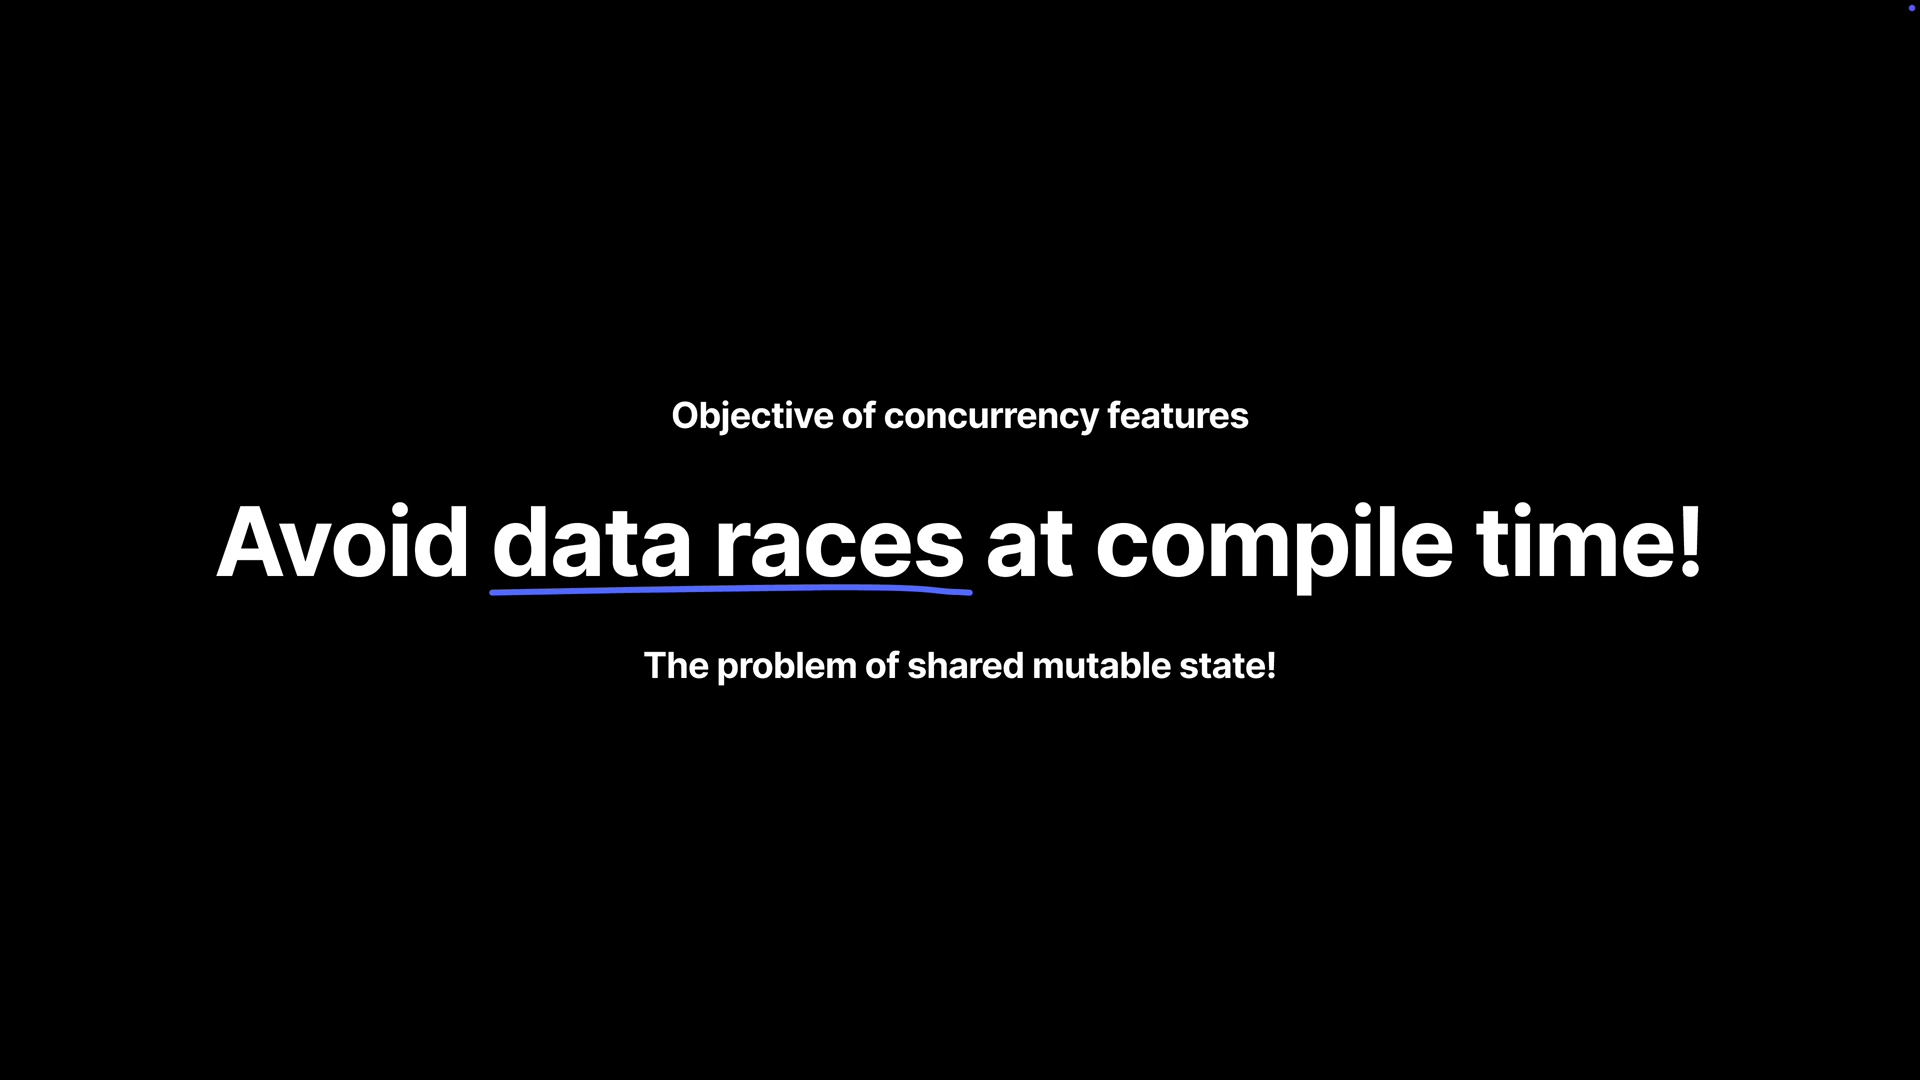 Objective of concurrency features
Avoid data races at compile time!
The problem of shared mutable state!